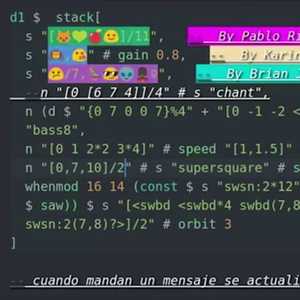 d1 $ stack[
s "[😺💚🍎😊]/11", By Pablo Ri
s " # gain 0.8, -- By Karin
s "/7, ", -- By Brian
--n "[0 [6 7 4]]/4" # s "chant",
n (d $ "{0 7 0 0 7}%4" + "[0 -1 -2 <
"bass8",
n "[0 1 2*2 3*4]" # speed "[1,1.5]"
n "[0,7,10]/2" # s "supersquare" # s
whenmod 16 14 (const $ s "swsn:2*12"
$ saw)) $ s "[<swbd <swbd*4 swbd(7,8
swsn:2(7,8)?>]/2" # orbit 3
]
-- cuando mandan un mensaje se actuali